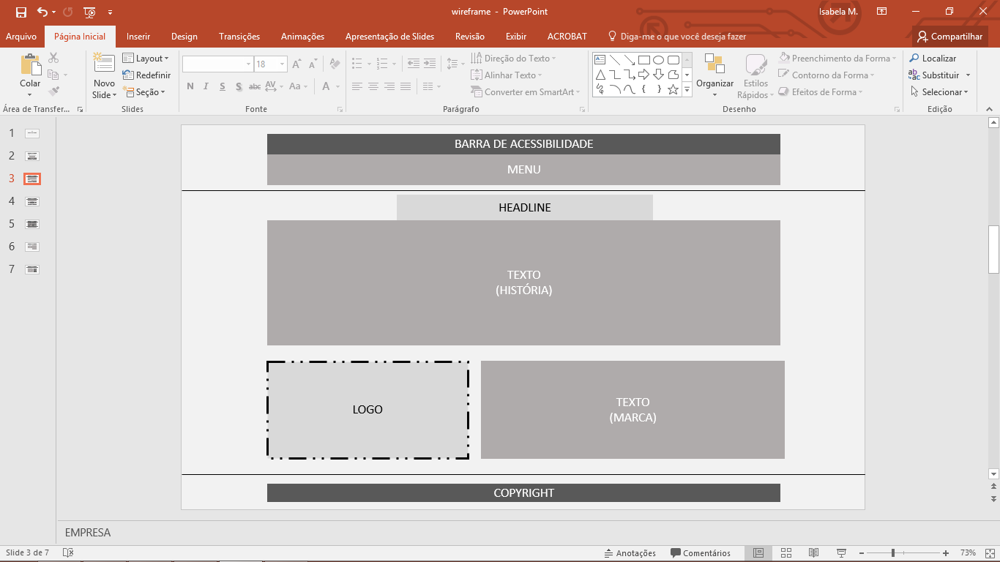 wireframe - PowerPoint
Isabela M.
Arquivo Página Inicial Inserir Design Transições Animações Apresentação de Slides Revisão Exibir ACROBAT Diga-me o que você deseja fazer Compartilhar
Colar
Área de Transfer...
Novo
Slide
Layout
Redefinir
Seção
Slides
18
N I S S abc AV Aa A
Fonte
Direção do Texto
Alinhar Texto
Converter em SmartArt
Parágrafo
Organizar
Estilos
Rápidos
Preenchimento da Forma
Contorno da Forma
Efeitos de Forma
Desenho
Localizar
Substituir
Selecionar
Edição
1
2
3
4
5
6
7
BARRA DE ACESSIBILIDADE
MENU
HEADLINE
TEXTO
(HISTÓRIA)
LOGO
TEXTO
(MARCA)
COPYRIGHT
EMPRESA
Slide 3 de 7 Anotações Comentários 73%